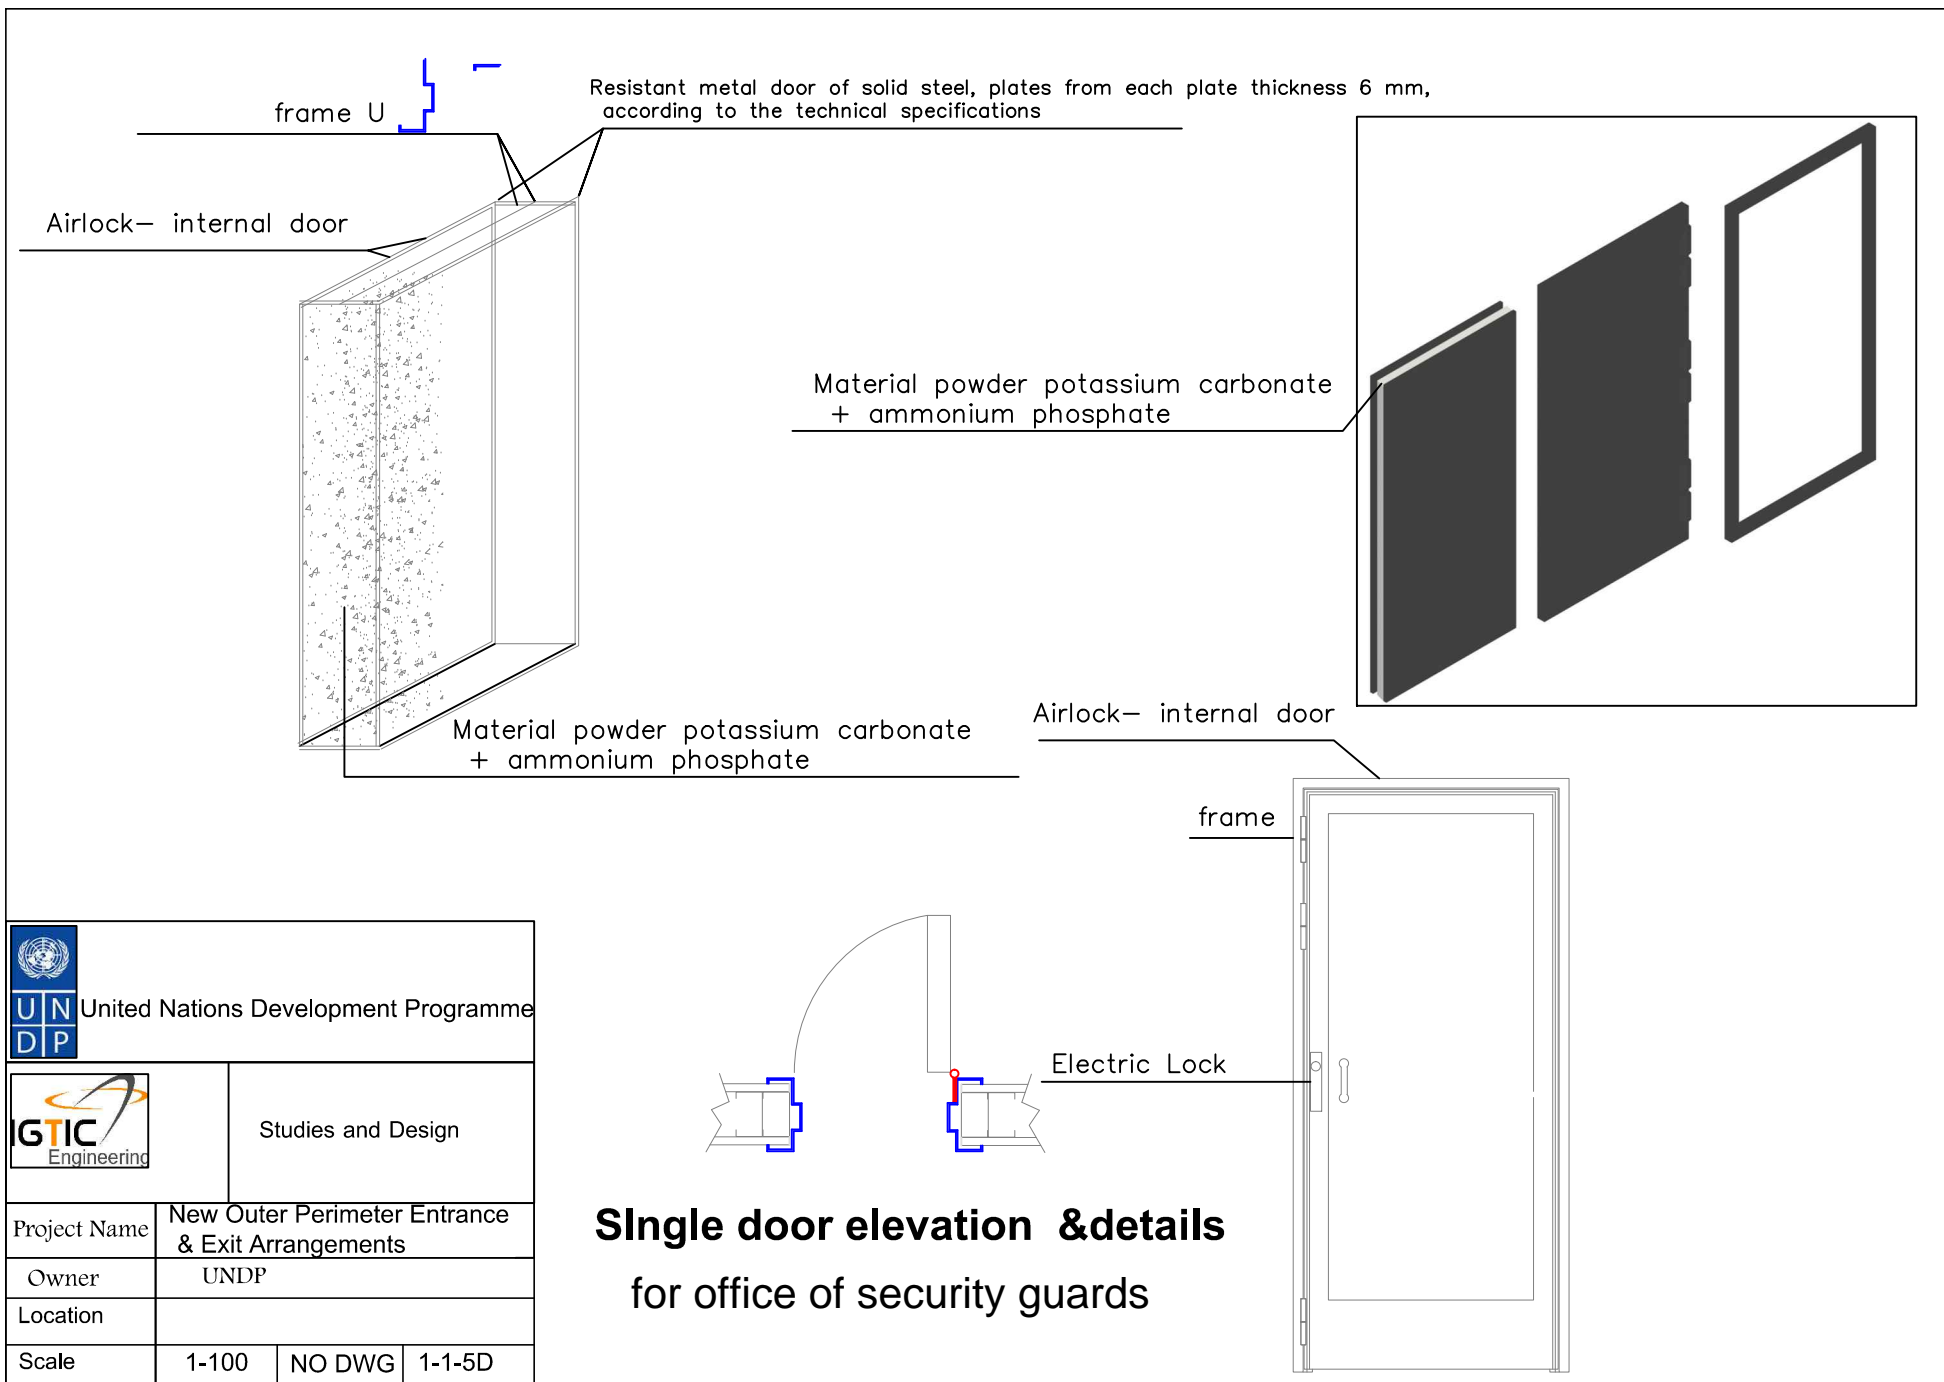 frame U
Resistant metal door of solid steel, plates from each plate thickness 6 mm,
according to the technical specifications
Airlock– internal door
Material powder potassium carbonate
+ ammonium phosphate
Material powder potassium carbonate
+ ammonium phosphate
Airlock– internal door
frame
Electric Lock
SIngle door elevation &details
for office of security guards
UN
DP
United Nations Development Programme
IGTIC
Engineering
Studies and Design
Project Name
New Outer Perimeter Entrance
& Exit Arrangements
Owner
UNDP
Location
Scale
1-100
NO DWG
1-1-5D